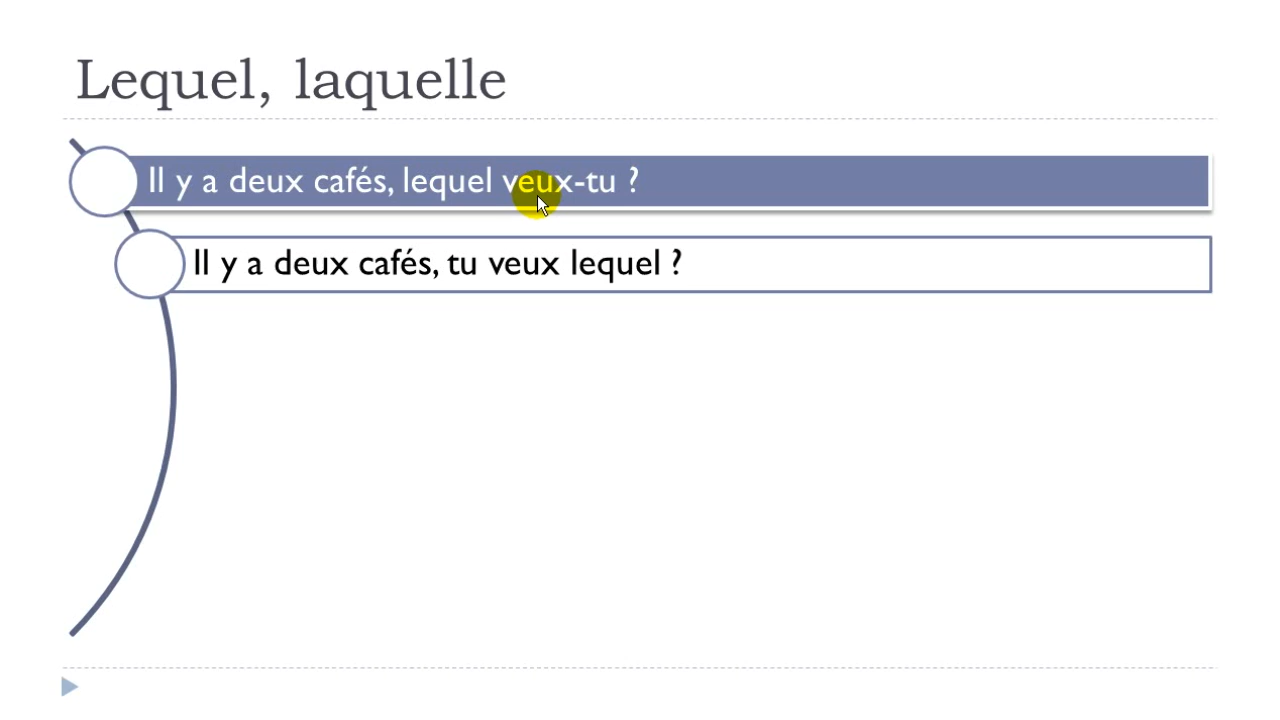 Lequel, laquelle
Il y a deux cafés, lequel veux-tu ?
Il y a deux cafés, tu veux lequel ?